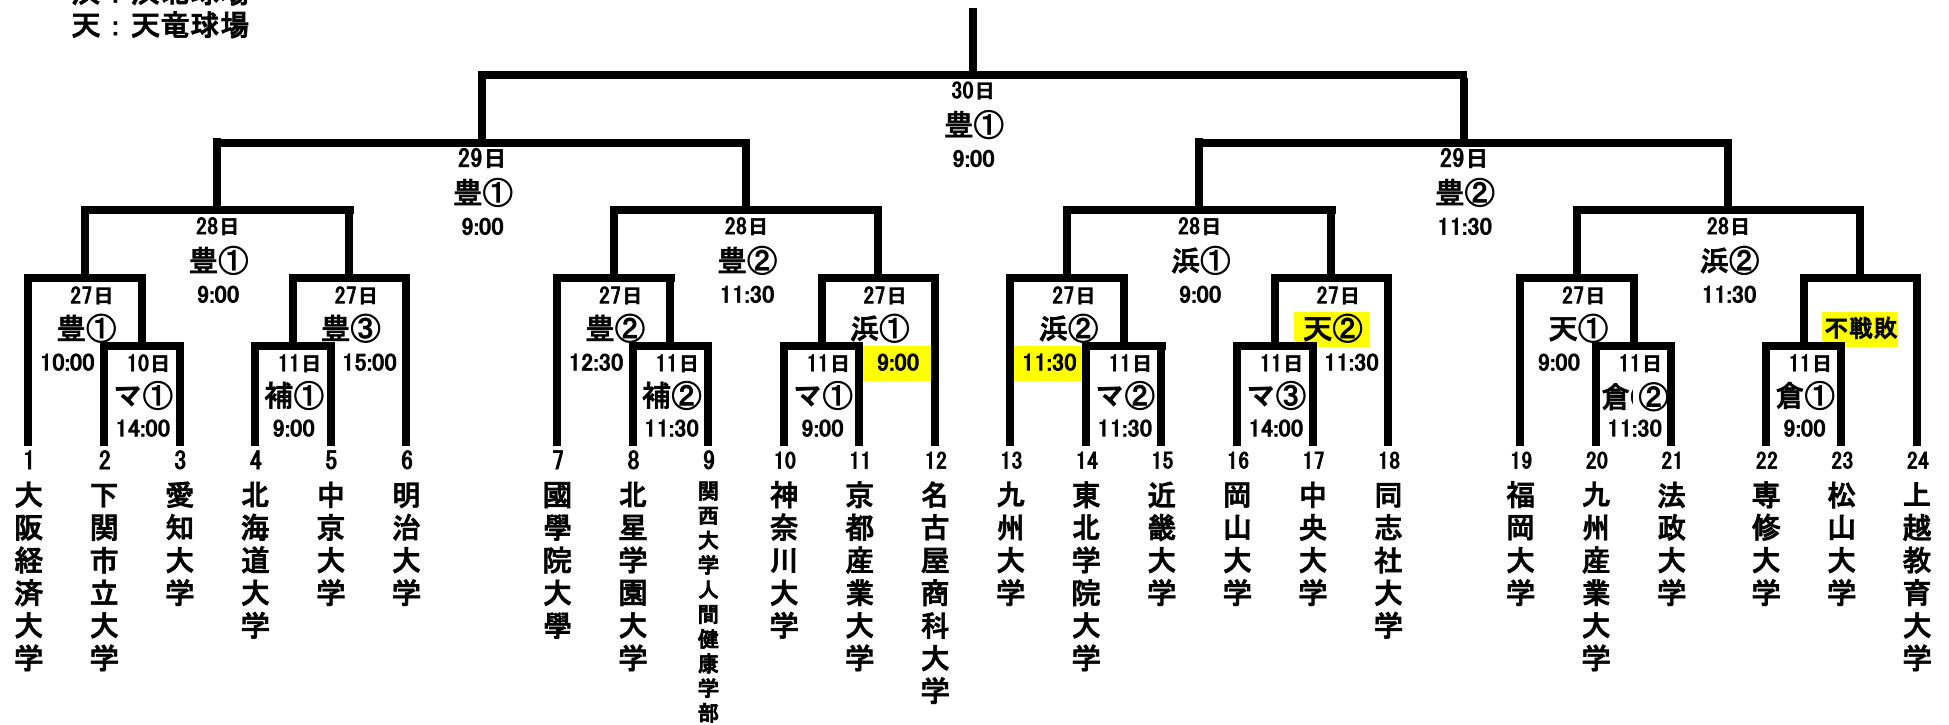 天：天竜球場
30日
豊①
9:00
29日
豊①
9:00
29日
豊②
11:30
28日
豊①
9:00
28日
豊②
11:30
28日
浜①
9:00
28日
浜②
11:30
27日
豊①
10:00
27日
豊③
15:00
27日
豊②
12:30
27日
浜①
9:00
27日
浜②
11:30
27日
天②
11:30
27日
天①
9:00
不戦敗
10日
マ①
14:00
11日
補①
9:00
11日
補②
11:30
11日
マ①
9:00
11日
マ②
11:30
11日
マ③
14:00
11日
倉②
11:30
11日
倉①
9:00
1 2 3 4 5 6 7 8 9 10 11 12 13 14 15 16 17 18 19 20 21 22 23 24
大阪経済大学
下関市立大学
愛知大学
北海道大学
中京大学
明治大学
國學院大學
北星学園大学
関西大学人間健康学部
神奈川大学
京都産業大学
名古屋商科大学
九州大学
東北学院大学
近畿大学
岡山大学
中央大学
同志社大学
福岡大学
九州産業大学
法政大学
専修大学
松山大学
上越教育大学